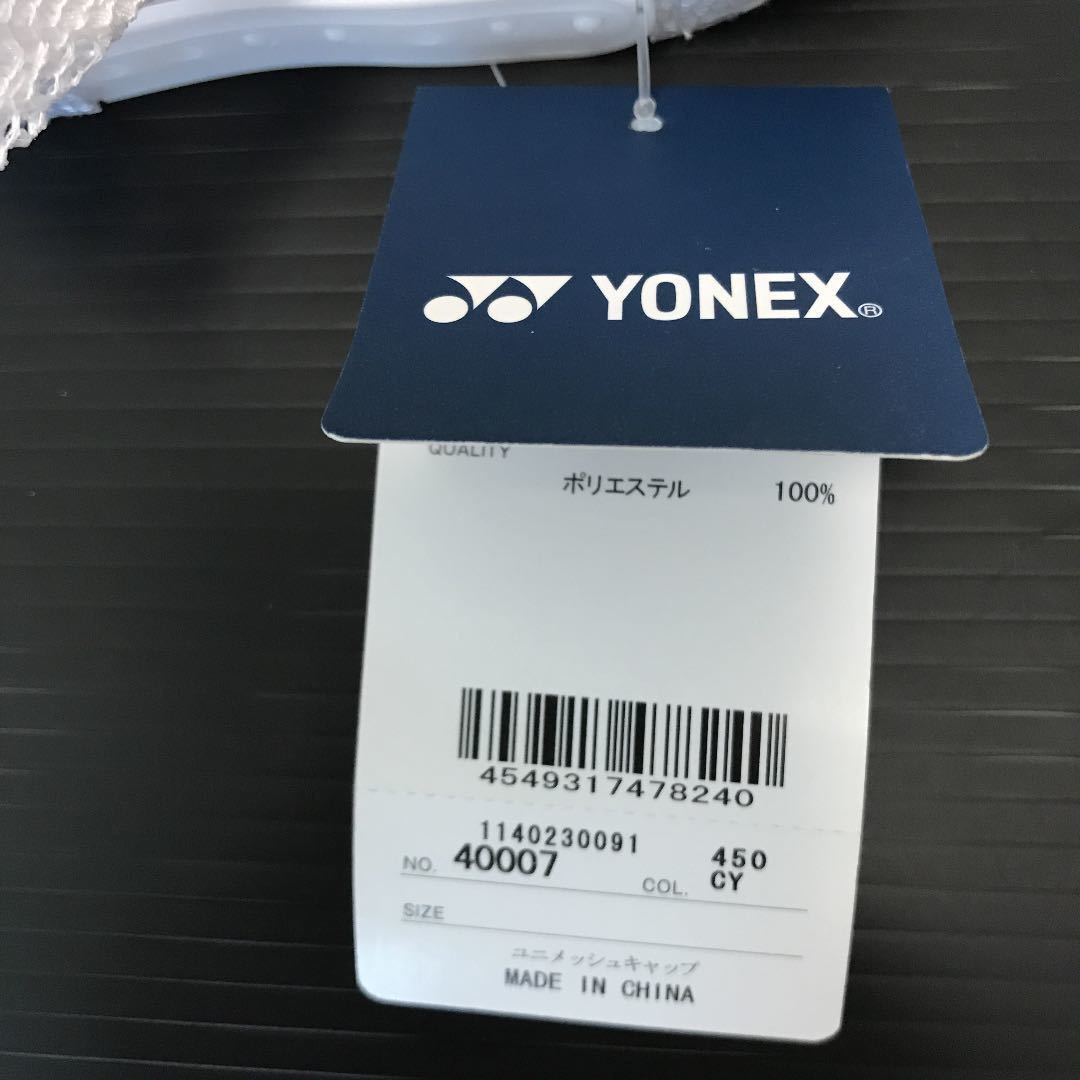 YONEX®
QUALITY
ポリエステル 100%
4549317478240
1140230091 450
NO. 40007 COL. CY
SIZE
ユニメッシュキャップ
MADE IN CHINA